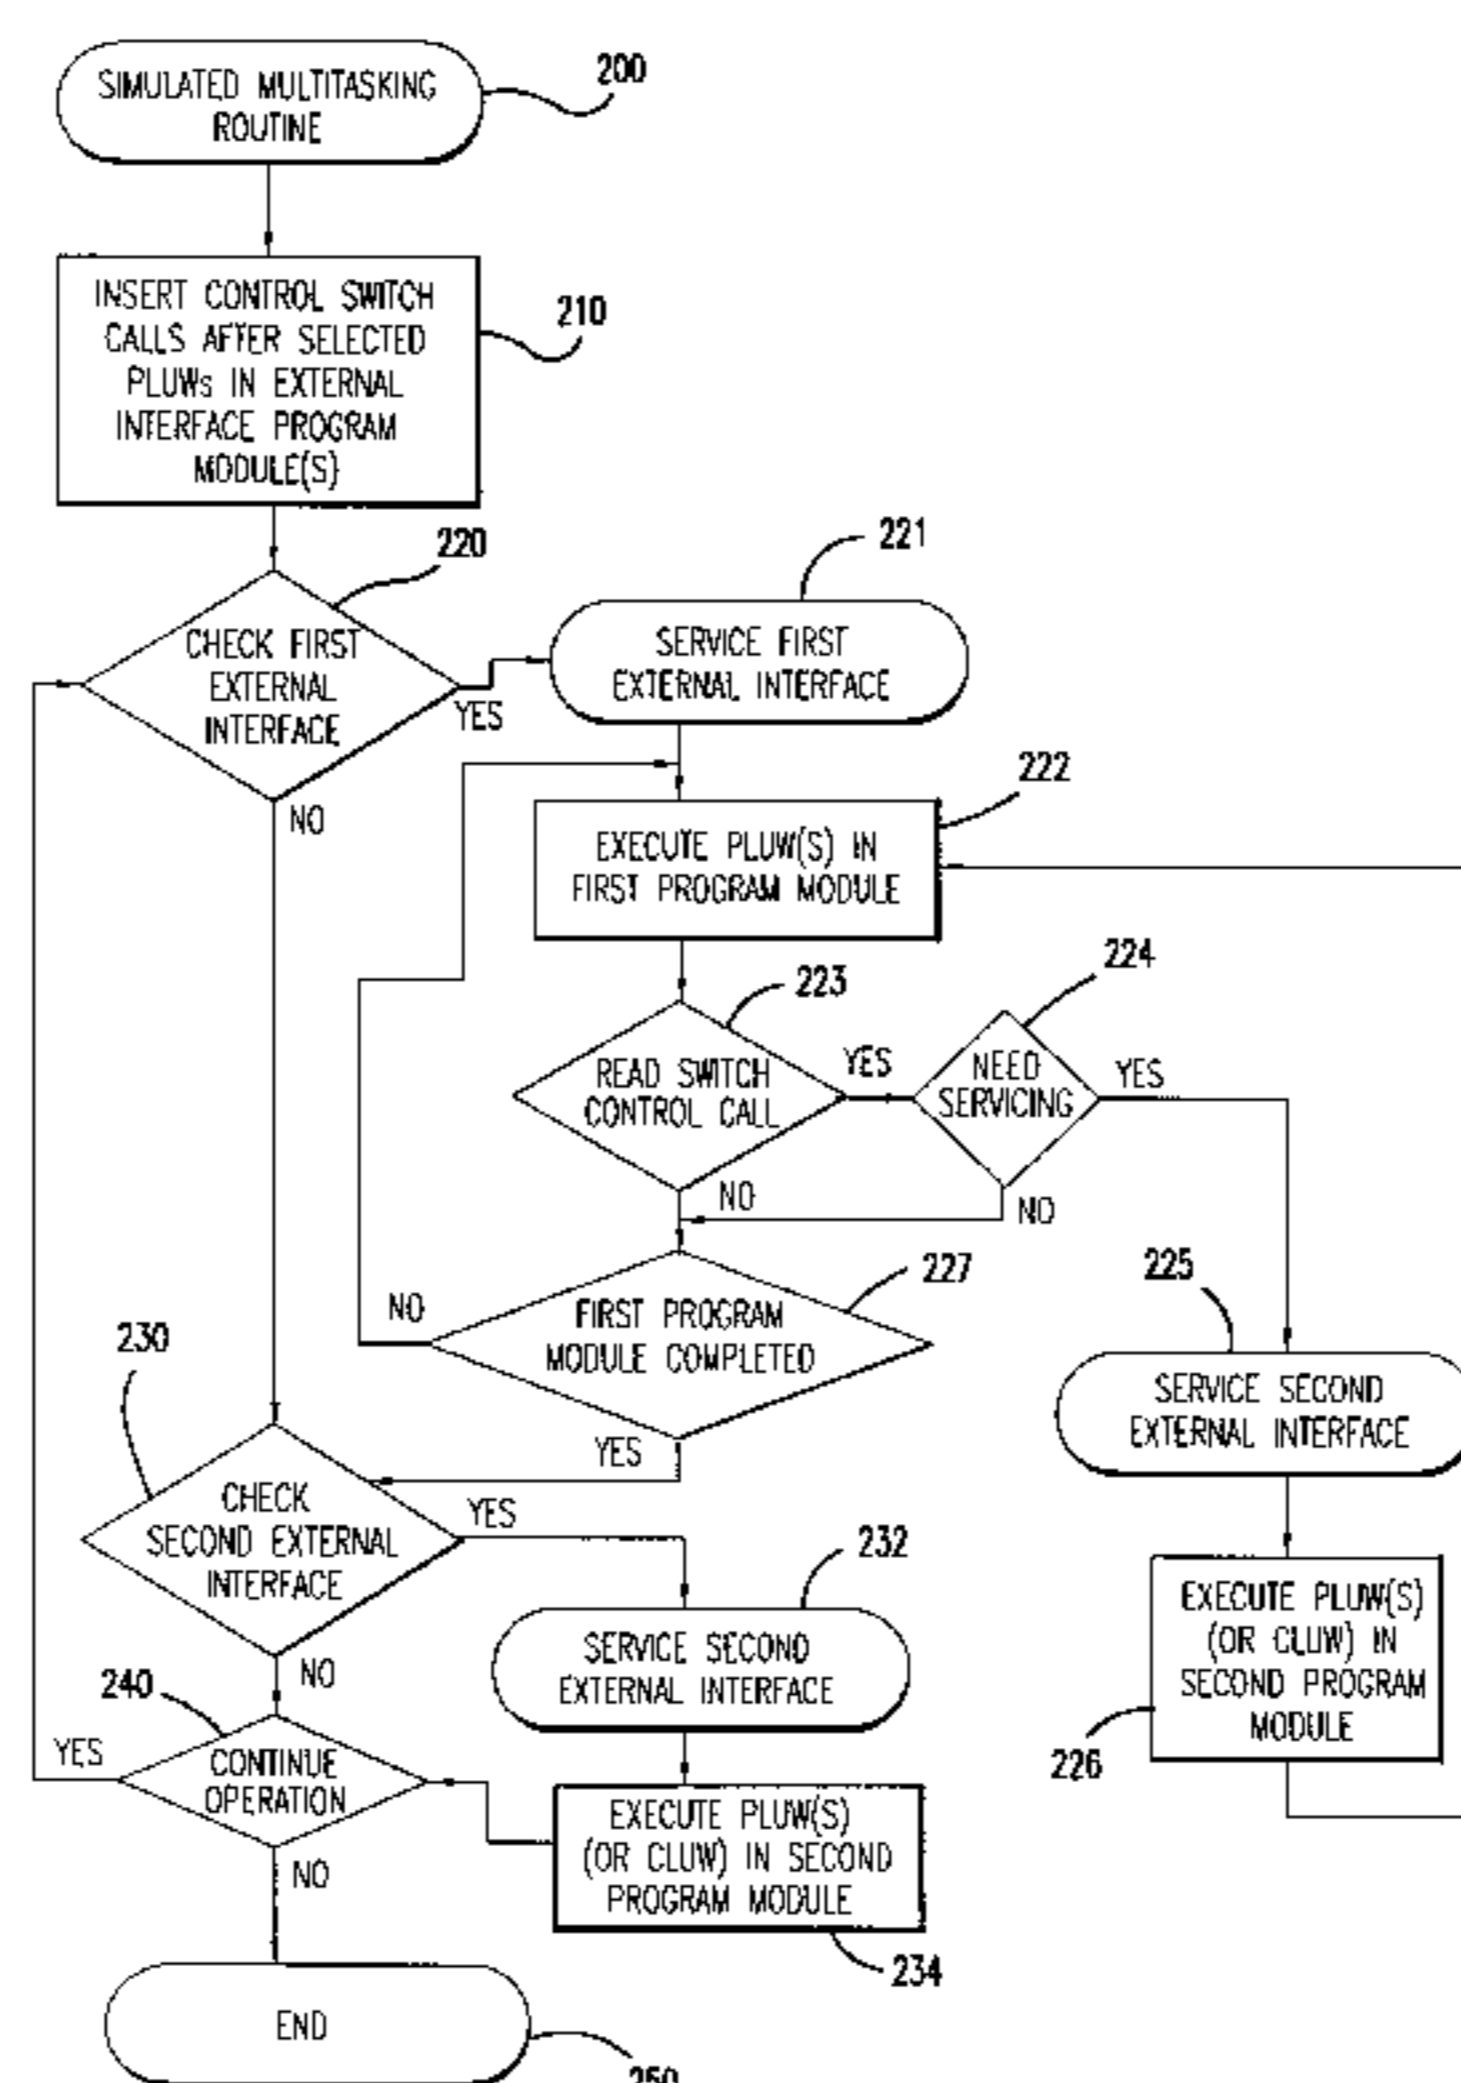 SIMULATED MULTITASKING
ROUTINE
200
INSERT CONTROL SWITCH
CALLS AFTER SELECTED
PLUWs IN EXTERNAL
INTERFACE PROGRAM
MODULE(S)
210
220
CHECK FIRST
EXTERNAL
INTERFACE
YES
NO
221
SERVICE FIRST
EXTERNAL INTERFACE
222
EXECUTE PLUW(S) IN
FIRST PROGRAM MODULE
223
READ SWITCH
CONTROL CALL
YES
NO
224
NEED
SERVICING
YES
NO
225
SERVICE SECOND
EXTERNAL INTERFACE
EXECUTE PLUW(S)
(OR CLUW) IN
SECOND PROGRAM
MODULE
226
227
FIRST PROGRAM
MODULE COMPLETED
NO
YES
230
CHECK
SECOND EXTERNAL
INTERFACE
YES
NO
232
SERVICE SECOND
EXTERNAL INTERFACE
EXECUTE PLUW(S)
(OR CLUW) IN SECOND
PROGRAM MODULE
234
240
CONTINUE
OPERATION
YES
NO
END